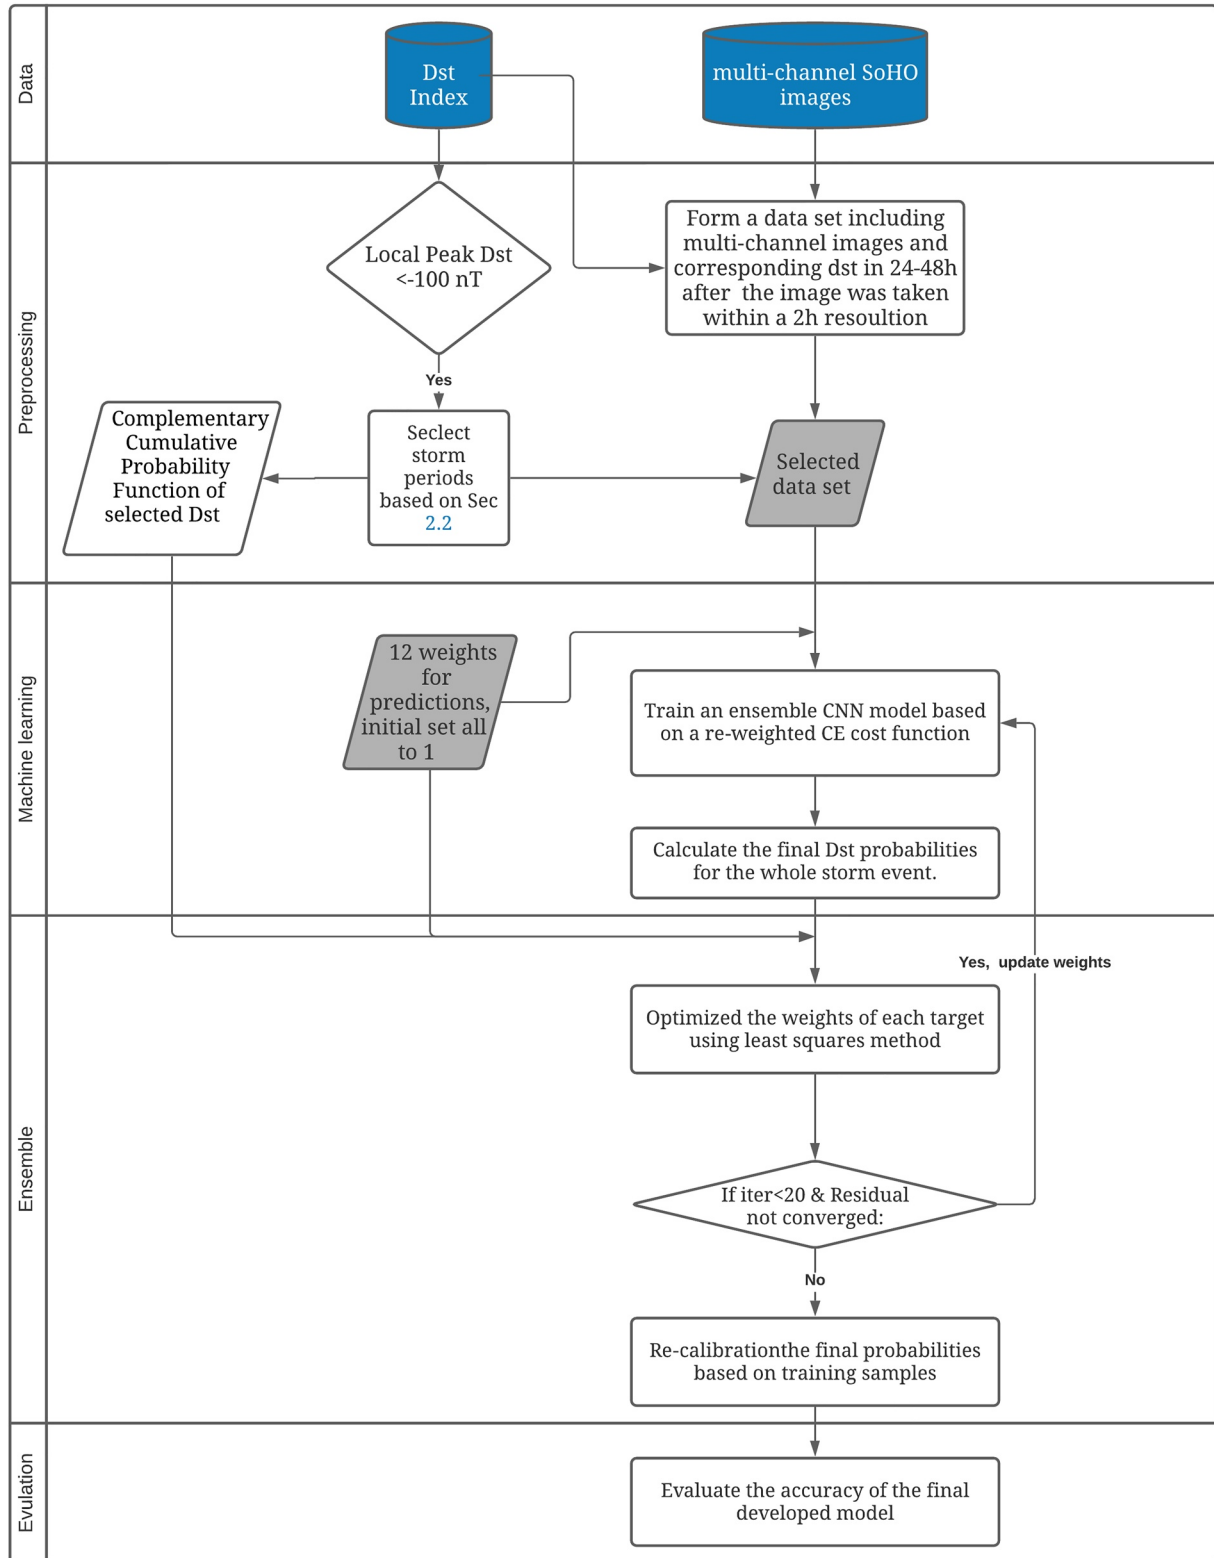 Data
Dst
Index
multi-channel SoHO
images
Preprocessing
Local Peak Dst
<-100 nT
Form a data set including
multi-channel images and
corresponding dst in 24-48h
after the image was taken
within a 2h resoultion
Yes
Complementary
Cumulative
Probability
Function of
selected Dst
Seclect
storm
periods
based on Sec
2.2
Selected
data set
Machine learning
12 weights
for
predictions,
initial set all
to 1
Train an ensemble CNN model based
on a re-weighted CE cost function
Calculate the final Dst probabilities
for the whole storm event.
Ensemble
Yes, update weights
Optimized the weights of each target
using least squares method
If iter<20 & Residual
not converged:
No
Re-calibrationthe final probabilities
based on training samples
Evulation
Evaluate the accuracy of the final
developed model